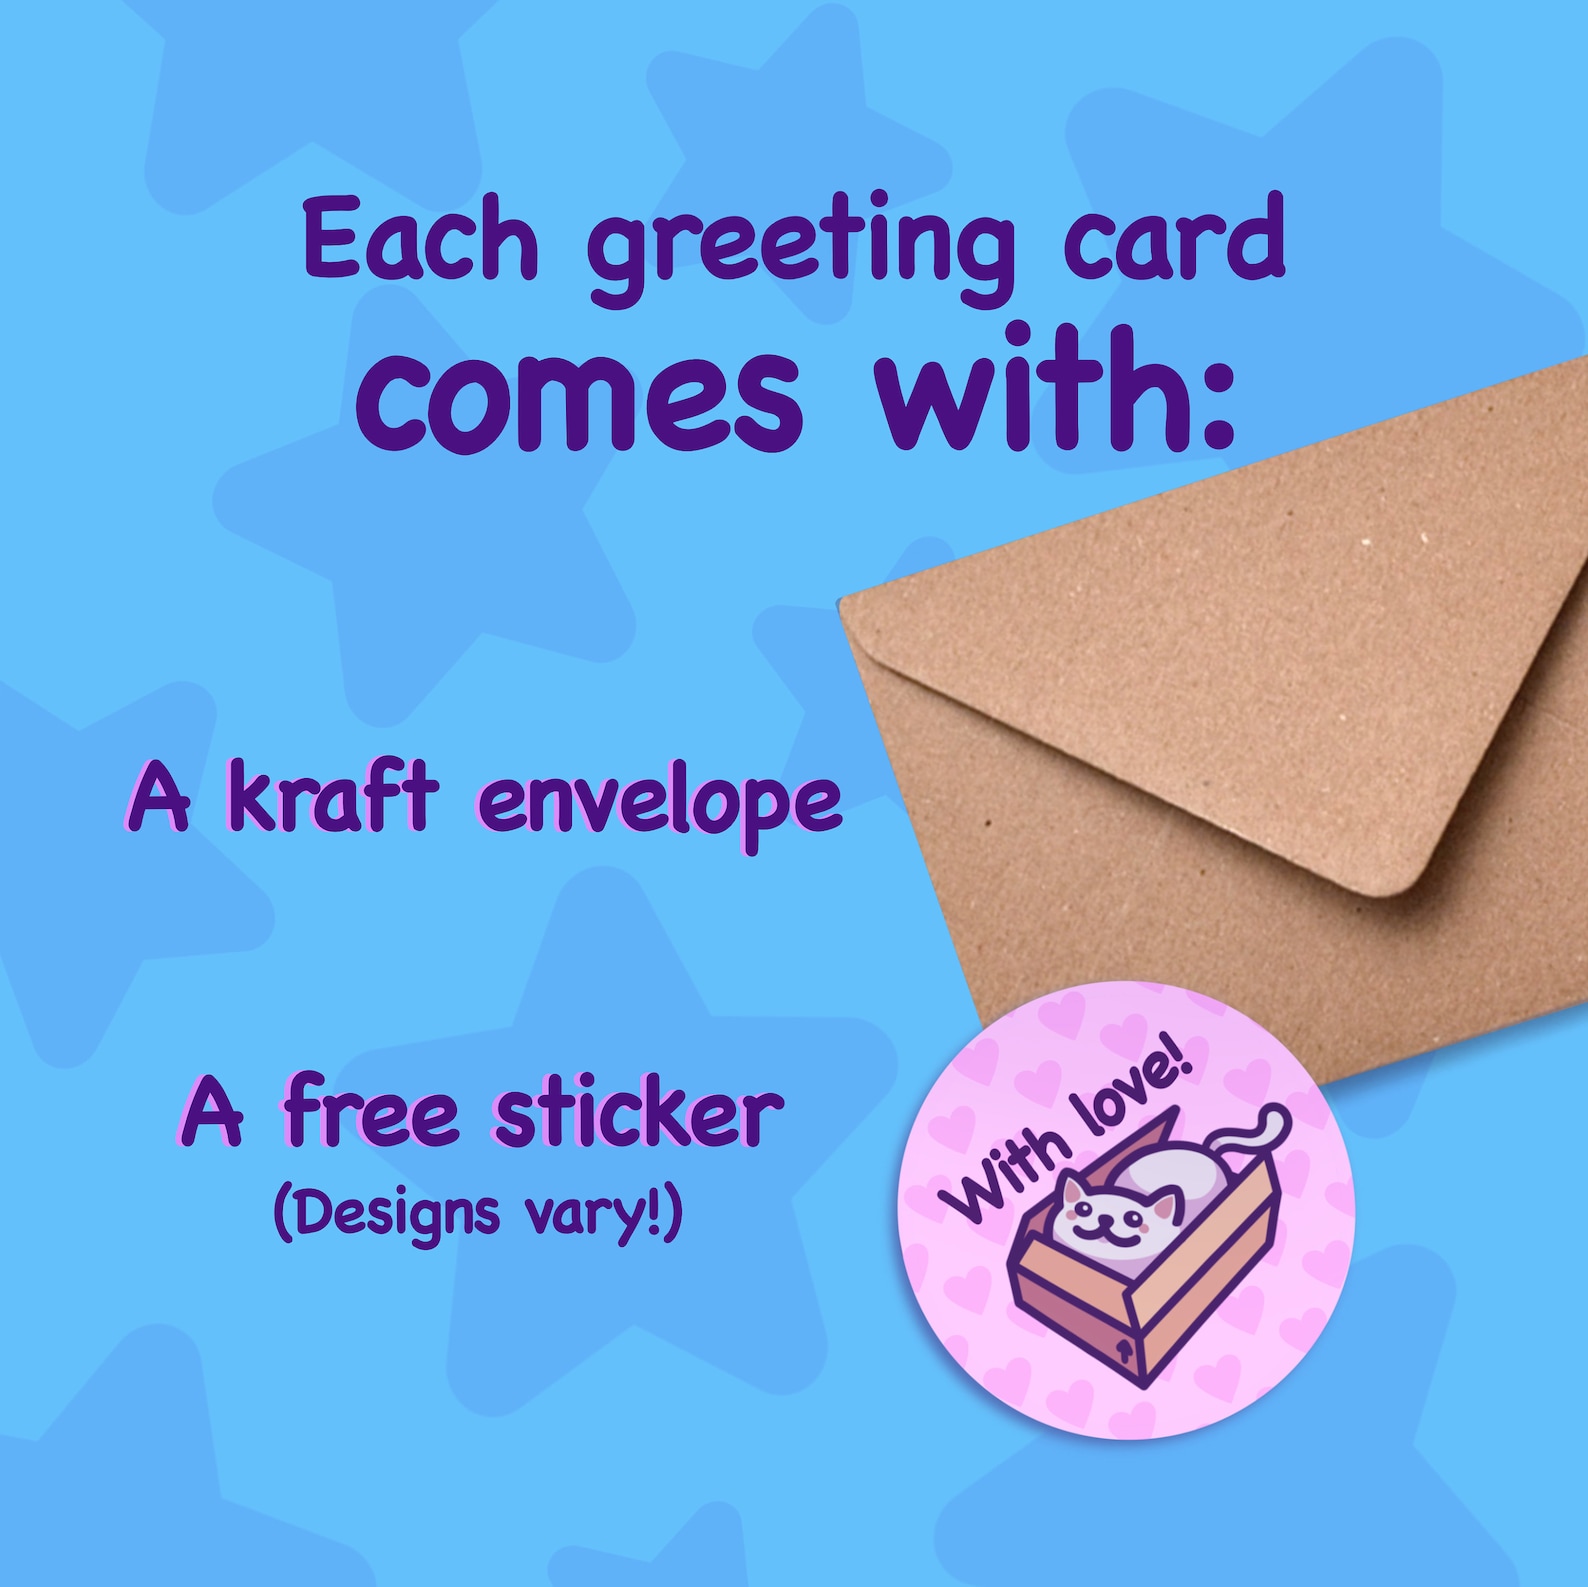 Each greeting card
comes with:
A kraft envelope
A free sticker
(Designs vary!)
With love!